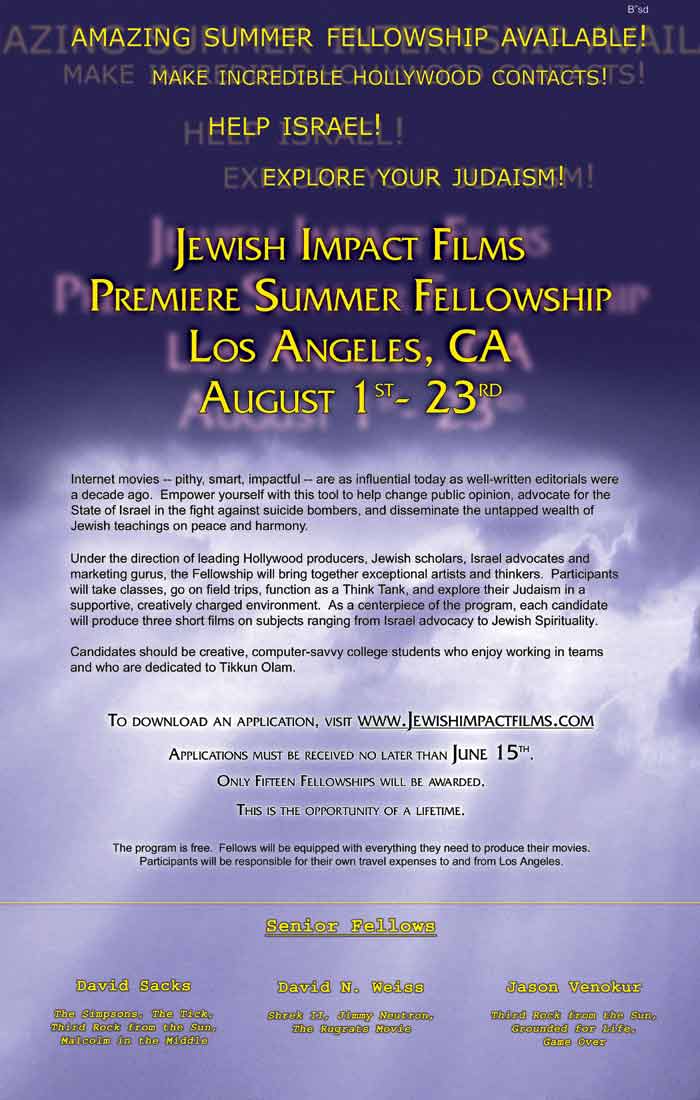 B"sd
AMAZING SUMMER FELLOWSHIP AVAILABLE!
MAKE INCREDIBLE HOLLYWOOD CONTACTS!
HELP ISRAEL!
EXPLORE YOUR JUDAISM!
JEWISH IMPACT FILMS
PREMIERE SUMMER FELLOWSHIP
LOS ANGELES, CA
AUGUST 1ST- 23RD
Internet movies -- pithy, smart, impactful -- are as influential today as well-written editorials were
a decade ago. Empower yourself with this tool to help change public opinion, advocate for the
State of Israel in the fight against suicide bombers, and disseminate the untapped wealth of
Jewish teachings on peace and harmony.
Under the direction of leading Hollywood producers, Jewish scholars, Israel advocates and
marketing gurus, the Fellowship will bring together exceptional artists and thinkers. Participants
will take classes, go on field trips, function as a Think Tank, and explore their Judaism in a
supportive, creatively charged environment. As a centerpiece of the program, each candidate
will produce three short films on subjects ranging from Israel advocacy to Jewish Spirituality.
Candidates should be creative, computer-savvy college students who enjoy working in teams
and who are dedicated to Tikkun Olam.
TO DOWNLOAD AN APPLICATION, VISIT WWW.JEWISHIMPACTFILMS.COM
APPLICATIONS MUST BE RECEIVED NO LATER THAN JUNE 15TH.
ONLY FIFTEEN FELLOWSHIPS WILL BE AWARDED.
THIS IS THE OPPORTUNITY OF A LIFETIME.
The program is free. Fellows will be equipped with everything they need to produce their movies.
Participants will be responsible for their own travel expenses to and from Los Angeles.
Senior Fellows
David Sacks
The Simpsons, The Tick,
Third Rock from the Sun,
Malcolm in the Middle
David N. Weiss
Shrek II, Jimmy Neutron,
The Rugrats Movie
Jason Venokur
Third Rock from the Sun,
Grounded for Life,
Game Over